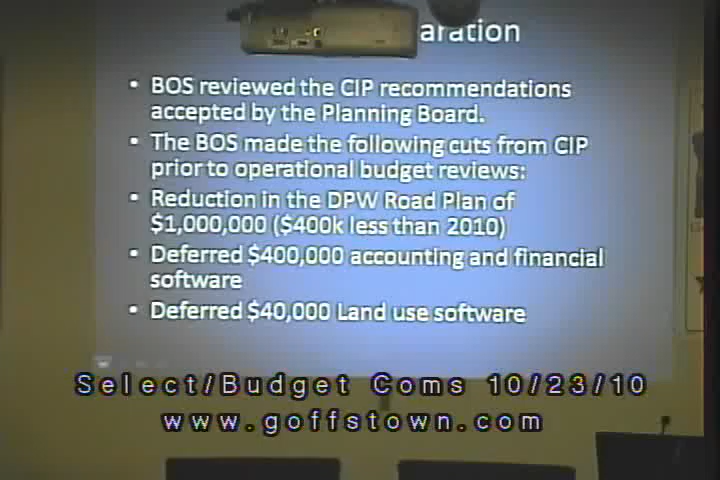 aration
• BOS reviewed the CIP recommendations
accepted by the Planning Board.
• The BOS made the following cuts from CIP
prior to operational budget reviews:
• Reduction in the DPW Road Plan of
$1,000,000 ($400k less than 2010)
• Deferred $400,000 accounting and financial
software
• Deferred $40,000 Land use software
Select/Budget Coms 10/23/10
www.goffstown.com